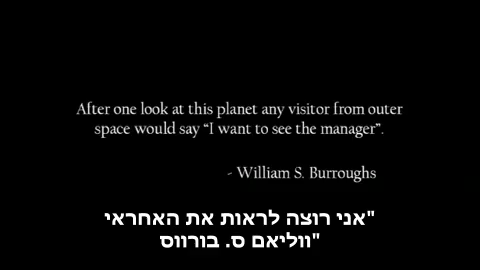 After one look at this planet any visitor from outer
space would say “I want to see the manager”.
- William S. Burroughs
"אני רוצה לראות את האחראי
"ווליאם ס. בורווס